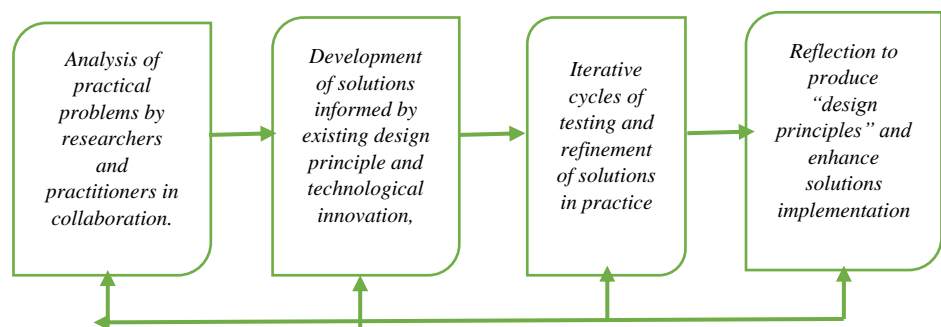 Analysis of
practical
problems by
researchers
and
practitioners in
collaboration.
Development
of solutions
informed by
existing design
principle and
technological
innovation,
Iterative
cycles of
testing and
refinement
of solutions
in practice
Reflection to
produce
“design
principles” and
enhance
solutions
implementation